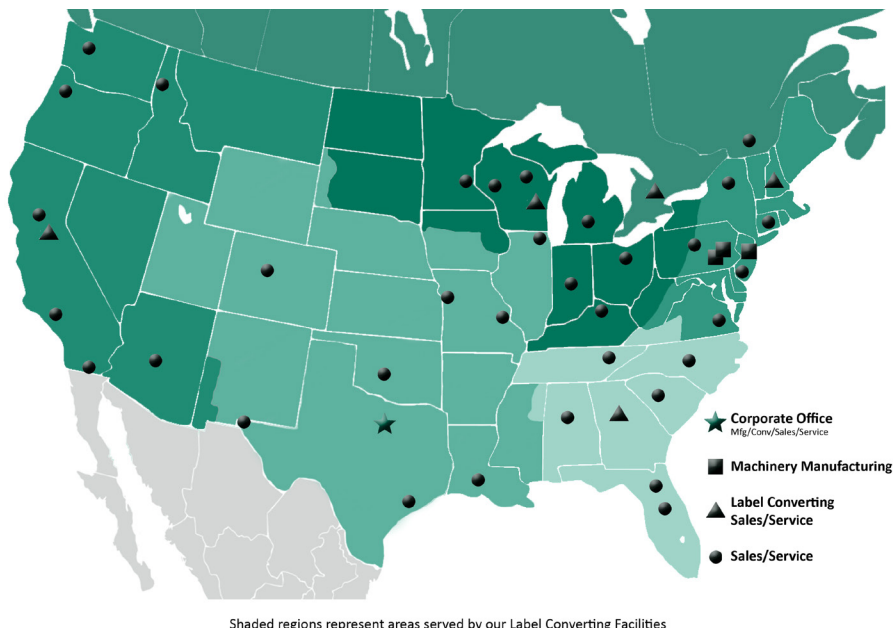 Corporate Office
Mfg/Conv/Sales/Service
Machinery Manufacturing
Label Converting
Sales/Service
Sales/Service
Shaded regions represent areas served by our Label Converting Facilities